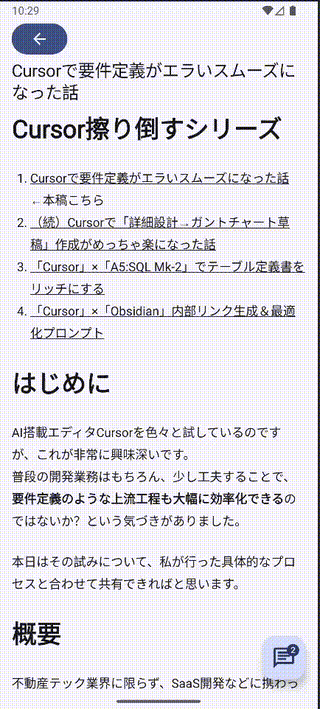 10:29
Cursorで要件定義がエラいスムーズに
なった話
Cursor擦り倒すシリーズ
1. Cursorで要件定義がエラいスムーズになった話
←本稿こちら
2. （続）Cursorで「詳細設計→ガントチャート草
稿」作成がめっちゃ楽になった話
3. 「Cursor」×「A5:SQL Mk-2」でテーブル定義書を
リッチにする
4. 「Cursor」×「Obsidian」内部リンク生成＆最適
化プロンプト
はじめに
AI搭載エディタCursorを色々と試しているのです
が、これが非常に興味深いです。
普段の開発業務はもちろん、少し工夫することで、
要件定義のような上流工程も大幅に効率化できるの
ではないか？という気づきがありました。
本日はその試みについて、私が行った具体的なプロ
セスと合わせて共有できればと思います。
概要
2
不動産テック業界に限らず、SaaS開発などに携わっ